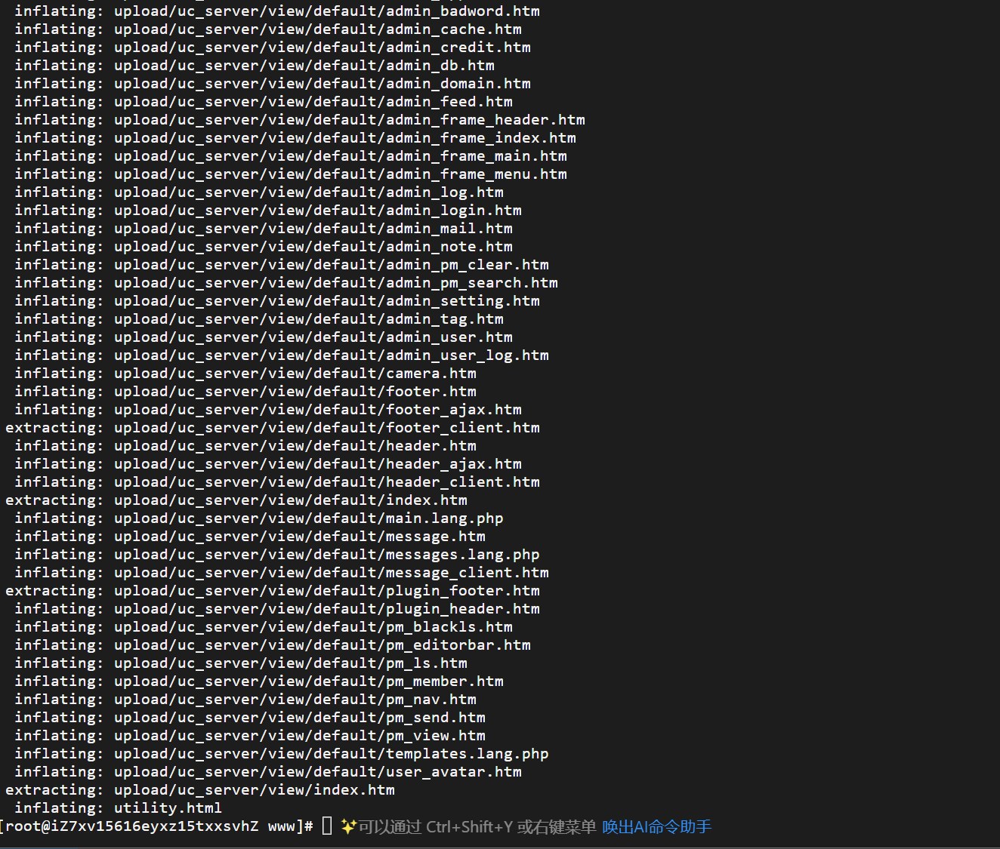 inflating: upload/uc_server/view/default/admin_badword.htm
inflating: upload/uc_server/view/default/admin_cache.htm
inflating: upload/uc_server/view/default/admin_credit.htm
inflating: upload/uc_server/view/default/admin_db.htm
inflating: upload/uc_server/view/default/admin_domain.htm
inflating: upload/uc_server/view/default/admin_feed.htm
inflating: upload/uc_server/view/default/admin_frame_header.htm
inflating: upload/uc_server/view/default/admin_frame_index.htm
inflating: upload/uc_server/view/default/admin_frame_main.htm
inflating: upload/uc_server/view/default/admin_frame_menu.htm
inflating: upload/uc_server/view/default/admin_log.htm
inflating: upload/uc_server/view/default/admin_login.htm
inflating: upload/uc_server/view/default/admin_mail.htm
inflating: upload/uc_server/view/default/admin_note.htm
inflating: upload/uc_server/view/default/admin_pm_clear.htm
inflating: upload/uc_server/view/default/admin_pm_search.htm
inflating: upload/uc_server/view/default/admin_setting.htm
inflating: upload/uc_server/view/default/admin_tag.htm
inflating: upload/uc_server/view/default/admin_user.htm
inflating: upload/uc_server/view/default/admin_user_log.htm
inflating: upload/uc_server/view/default/camera.htm
inflating: upload/uc_server/view/default/footer.htm
inflating: upload/uc_server/view/default/footer_ajax.htm
extracting: upload/uc_server/view/default/footer_client.htm
inflating: upload/uc_server/view/default/header.htm
inflating: upload/uc_server/view/default/header_ajax.htm
inflating: upload/uc_server/view/default/header_client.htm
extracting: upload/uc_server/view/default/index.htm
inflating: upload/uc_server/view/default/main.lang.php
inflating: upload/uc_server/view/default/message.htm
inflating: upload/uc_server/view/default/messages.lang.php
inflating: upload/uc_server/view/default/message_client.htm
extracting: upload/uc_server/view/default/plugin_footer.htm
inflating: upload/uc_server/view/default/plugin_header.htm
inflating: upload/uc_server/view/default/pm_blackls.htm
inflating: upload/uc_server/view/default/pm_editorbar.htm
inflating: upload/uc_server/view/default/pm_ls.htm
inflating: upload/uc_server/view/default/pm_member.htm
inflating: upload/uc_server/view/default/pm_nav.htm
inflating: upload/uc_server/view/default/pm_send.htm
inflating: upload/uc_server/view/default/pm_view.htm
inflating: upload/uc_server/view/default/templates.lang.php
inflating: upload/uc_server/view/default/user_avatar.htm
extracting: upload/uc_server/view/index.htm
inflating: utility.html
[root@iZ7xv15616eyxz15txxsvhZ www]# ✨可以通过 Ctrl+Shift+Y 或右键菜单 唤出AI命令助手